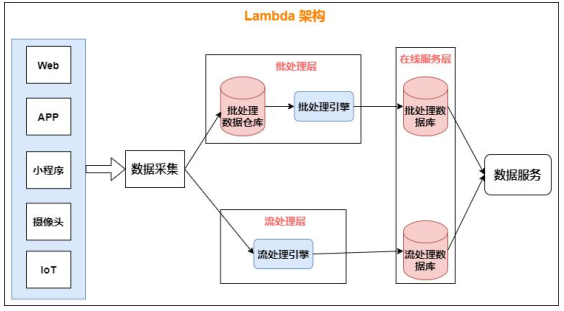 Lambda 架构
Web
APP
小程序
摄像头
IoT
数据采集
批处理层
批处理
数据仓库
批处理引擎
流处理层
流处理引擎
在线服务层
批处理数
据库
流处理数
据库
数据服务